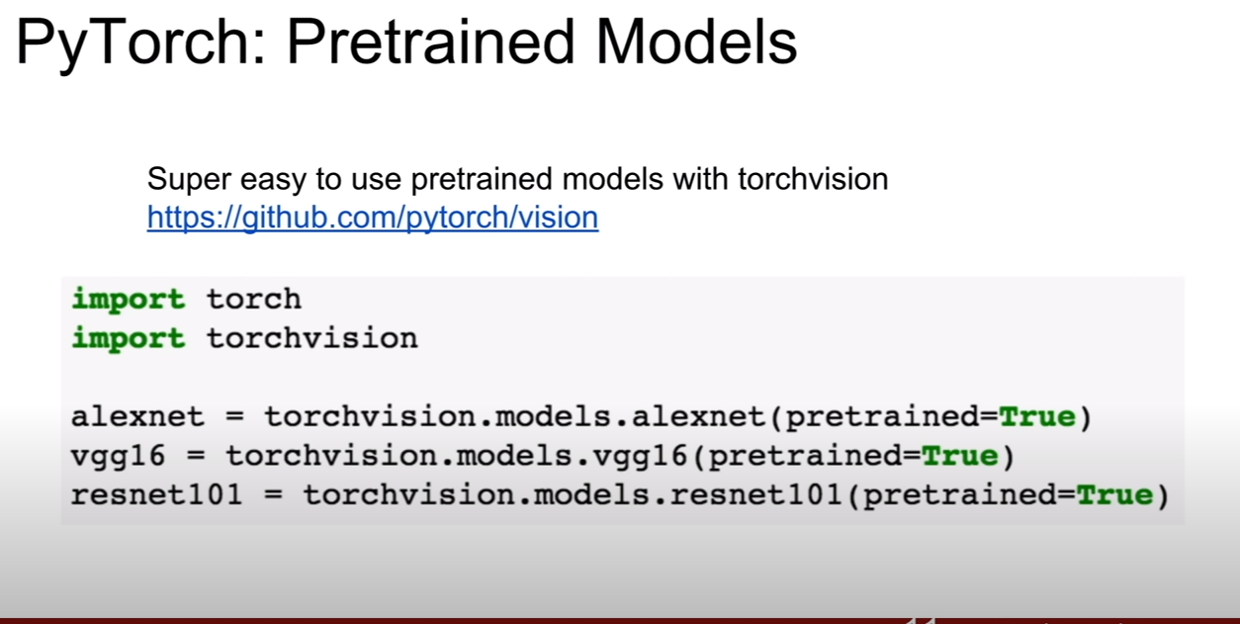 PyTorch: Pretrained Models
Super easy to use pretrained models with torchvision
https://github.com/pytorch/vision
import torch
import torchvision
alexnet = torchvision.models.alexnet(pretrained=True)
vgg16 = torchvision.models.vgg16(pretrained=True)
resnet101 = torchvision.models.resnet101(pretrained=True)